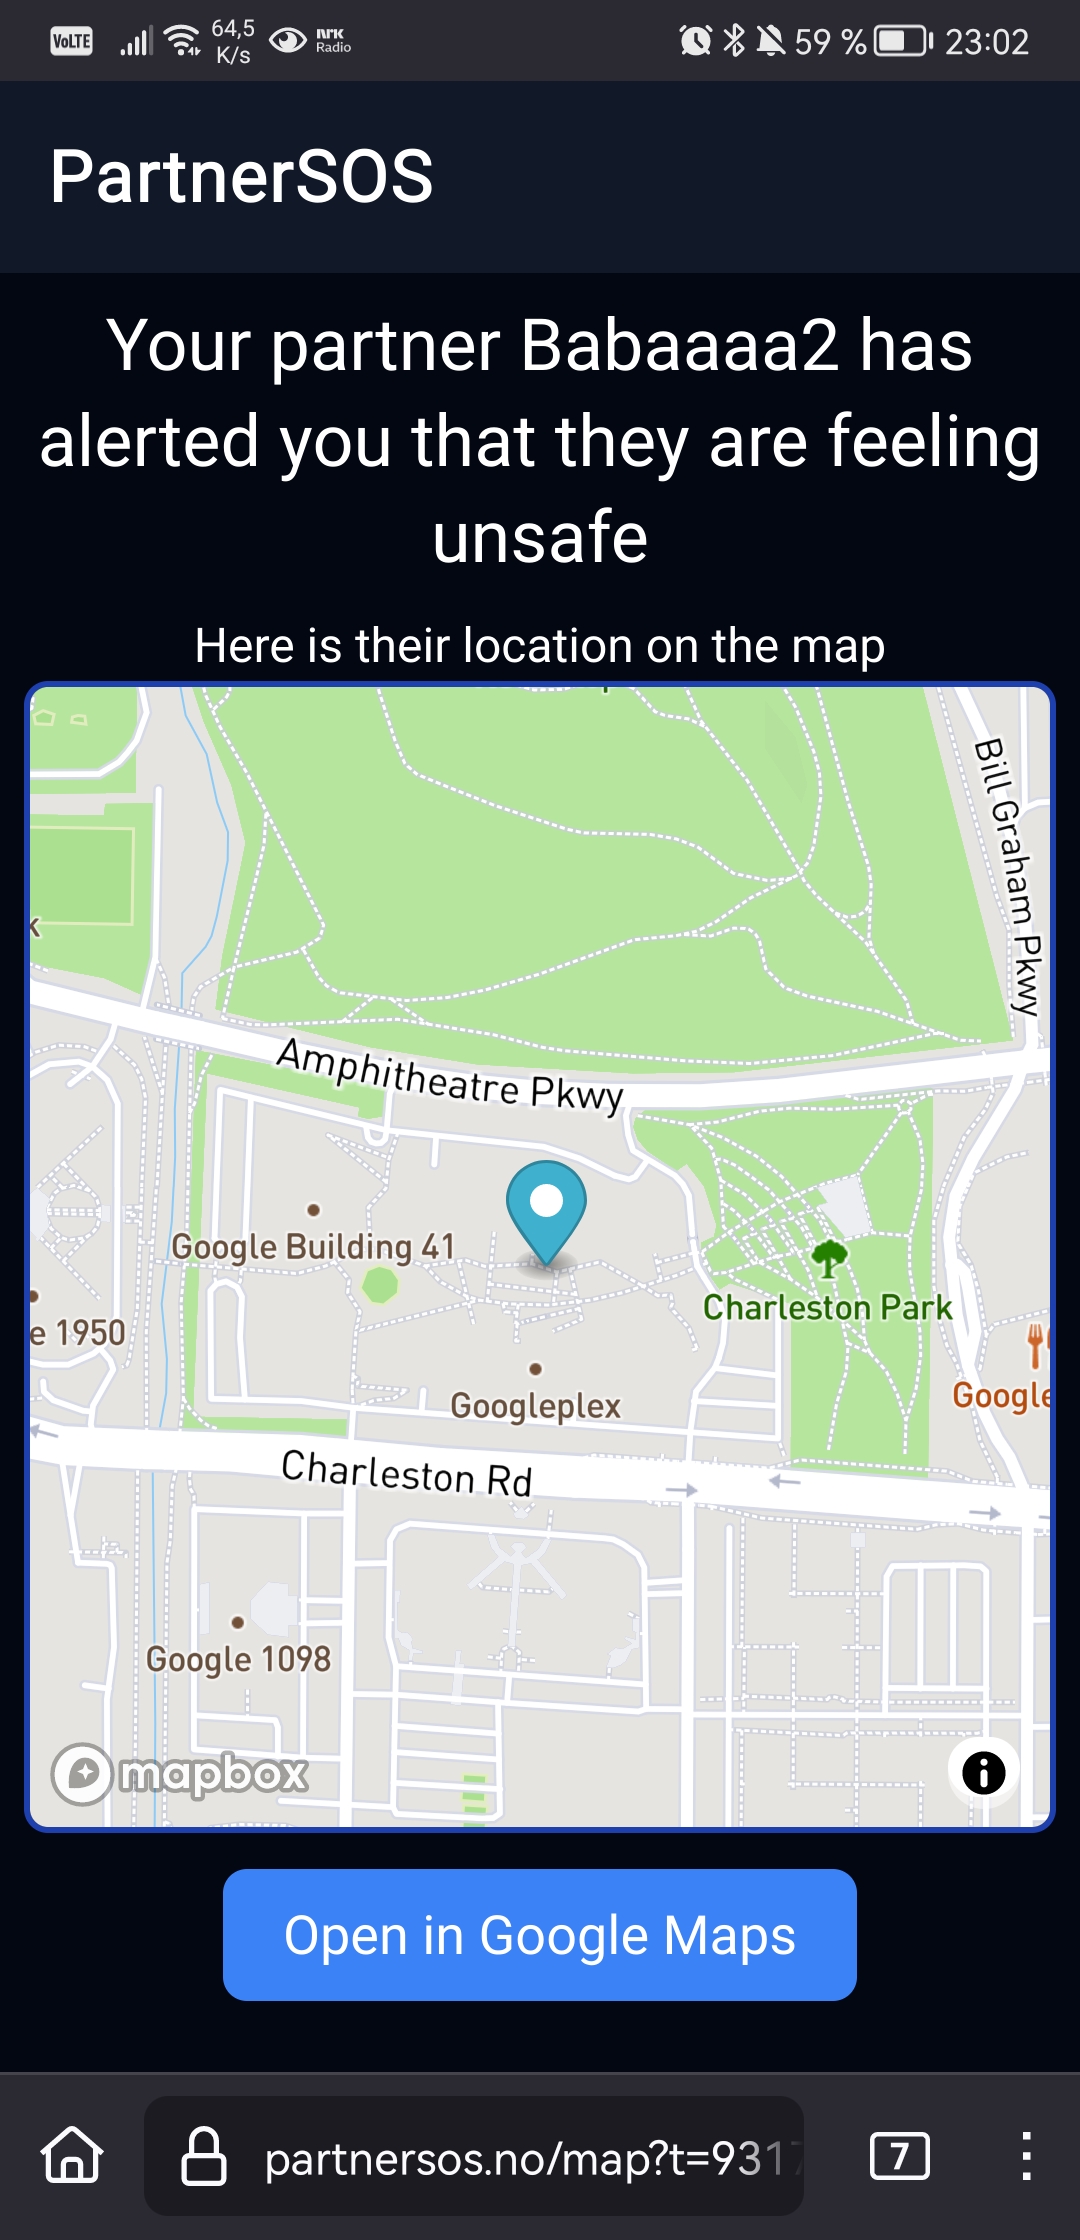 VoLTE 64,5 K/s nrk Radio 59 % 23:02
PartnerSOS
Your partner Babaaaa2 has
alerted you that they are feeling
unsafe
Here is their location on the map
Bill Graham Pkwy
k
Amphitheatre Pkwy
Google Building 41
Charleston Park
e 1950
Googleplex
Google
Charleston Rd
Google 1098
mapbox
Open in Google Maps
partnersos.no/map?t=9317
7